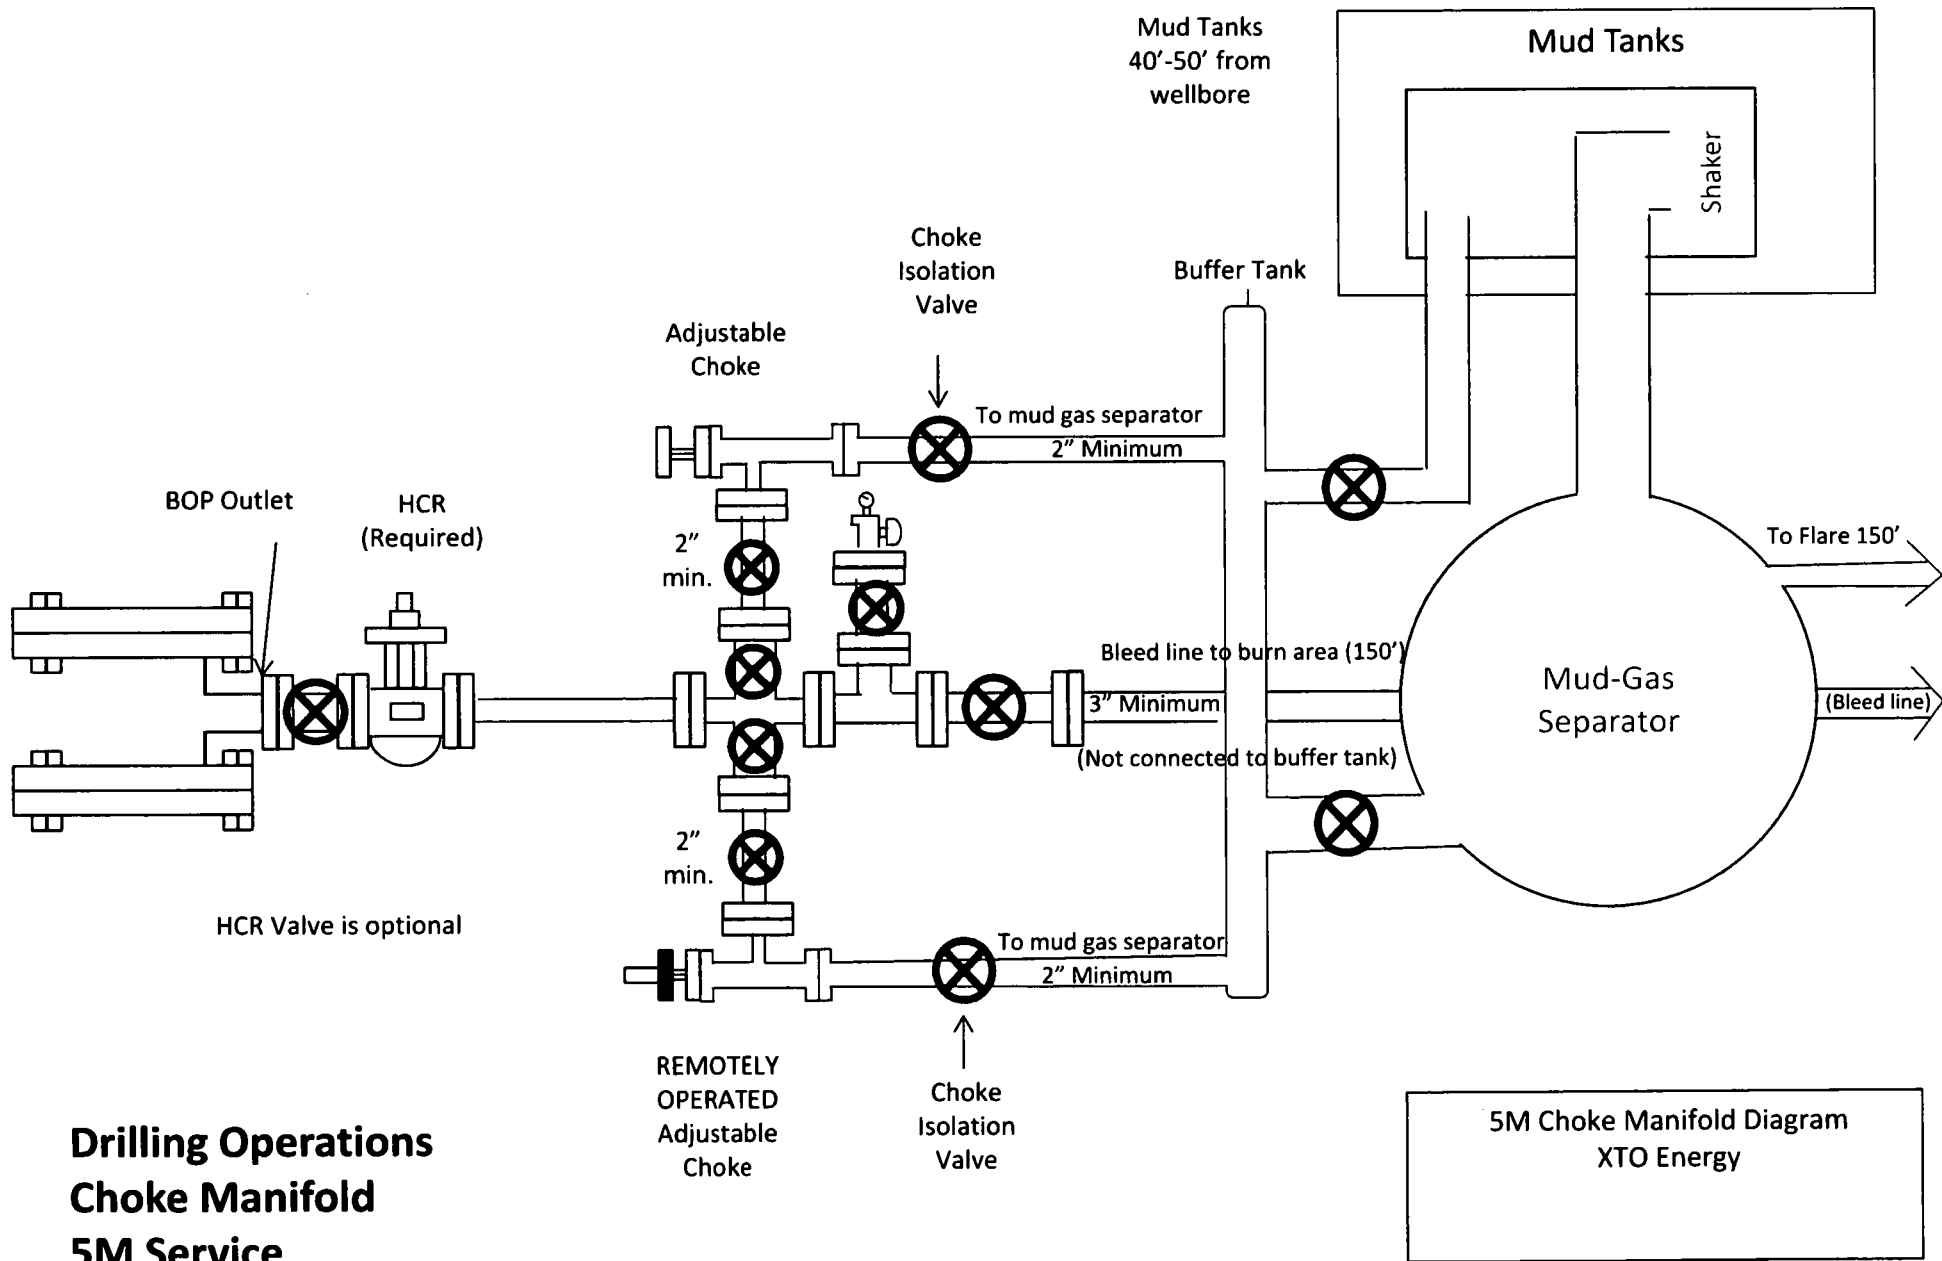 Mud Tanks
40'-50' from
wellbore
Mud Tanks
Shaker
Choke
Isolation
Valve
Buffer Tank
Adjustable
Choke
To mud gas separator
2" Minimum
BOP Outlet
HCR
(Required)
2"
min.
To Flare 150'
Bleed line to burn area (150')
3" Minimum
(Not connected to buffer tank)
Mud-Gas
Separator
(Bleed line)
2"
min.
HCR Valve is optional
To mud gas separator
2" Minimum
REMOTELY
OPERATED
Adjustable
Choke
Choke
Isolation
Valve
Drilling Operations
Choke Manifold
5M Service
5M Choke Manifold Diagram
XTO Energy